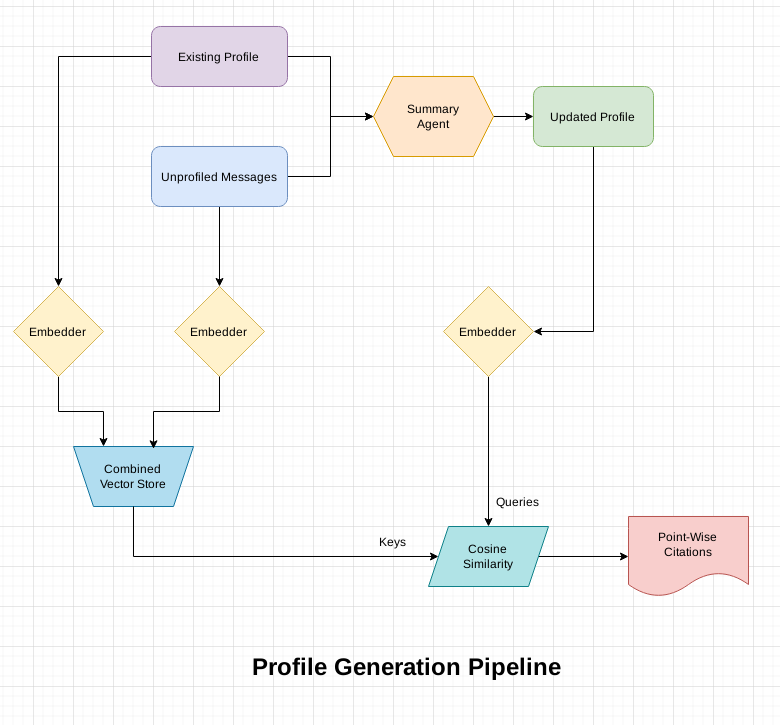 Existing Profile
Summary
Agent
Updated Profile
Unprofiled Messages
Embedder
Embedder
Embedder
Combined
Vector Store
Queries
Keys
Cosine
Similarity
Point-Wise
Citations
Profile Generation Pipeline